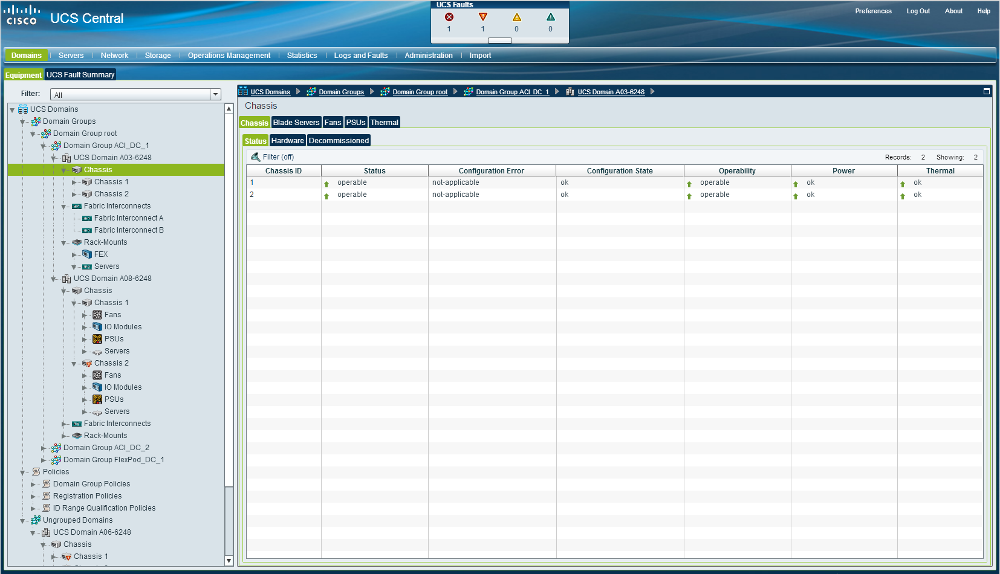 UCS Faults
Preferences Log Out About Help
CISCO UCS Central
1 1 0 0
Domains Servers Network Storage Operations Management Statistics Logs and Faults Administration Import
Equipment UCS Fault Summary
Filter: All
UCS Domains Domain Groups Domain Group root Domain Group ACI_DC_1 UCS Domain A03-6248
Chassis
Chassis Blade Servers Fans PSUs Thermal
Status Hardware Decommissioned
Filter (off) Records: 2 Showing: 2
Chassis ID Status Configuration Error Configuration State Operability Power Thermal
1 operable not-applicable ok operable ok ok
2 operable not-applicable ok operable ok ok
UCS Domains
Domain Groups
Domain Group root
Domain Group ACI_DC_1
UCS Domain A03-6248
Chassis
Chassis 1
Chassis 2
Fabric Interconnects
Fabric Interconnect A
Fabric Interconnect B
Rack-Mounts
FEX
Servers
UCS Domain A08-6248
Chassis
Chassis 1
Fans
IO Modules
PSUs
Servers
Chassis 2
Fans
IO Modules
PSUs
Servers
Fabric Interconnects
Rack-Mounts
Domain Group ACI_DC_2
Domain Group FlexPod_DC_1
Policies
Domain Group Policies
Registration Policies
ID Range Qualification Policies
Ungrouped Domains
UCS Domain A06-6248
Chassis
Chassis 1